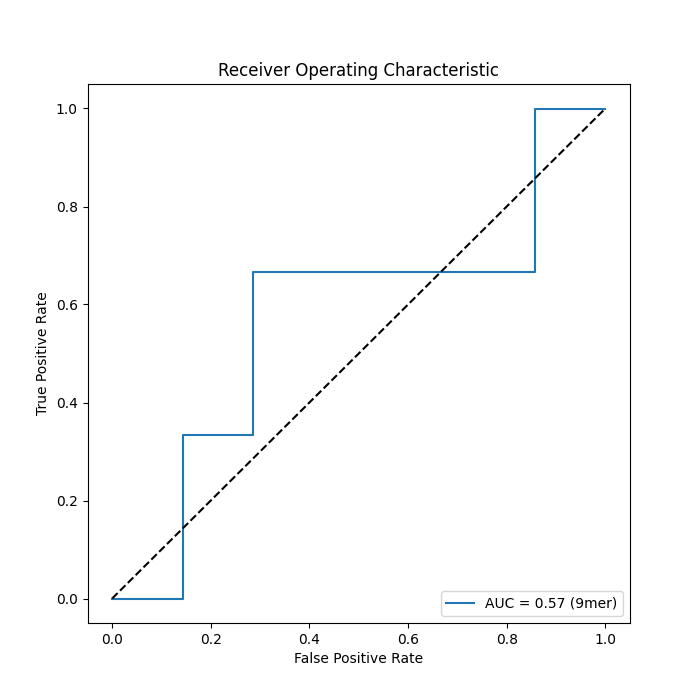 Receiver Operating Characteristic
True Positive Rate
1.0
0.8
0.6
0.4
0.2
0.0
AUC = 0.57 (9mer)
0.0 0.2 0.4 0.6 0.8 1.0
False Positive Rate